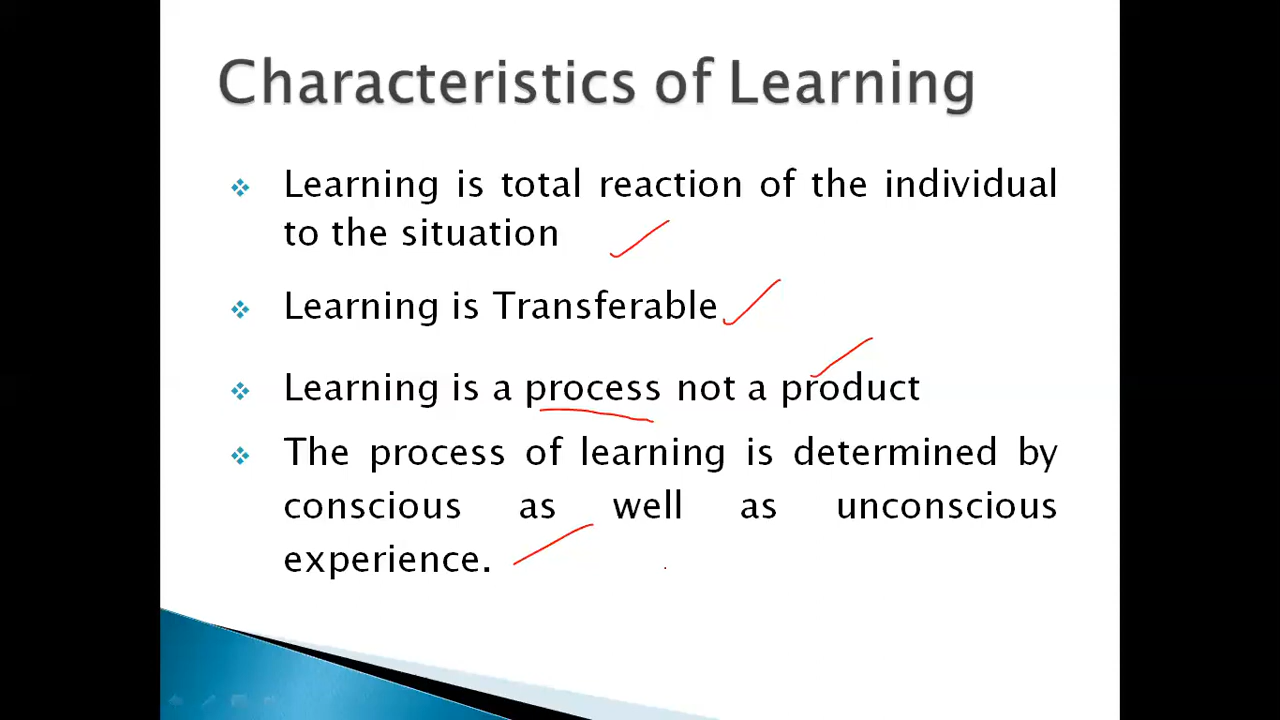 Characteristics of Learning
Learning is total reaction of the individual
to the situation
Learning is Transferable
Learning is a process not a product
The process of learning is determined by
conscious as well as unconscious
experience.